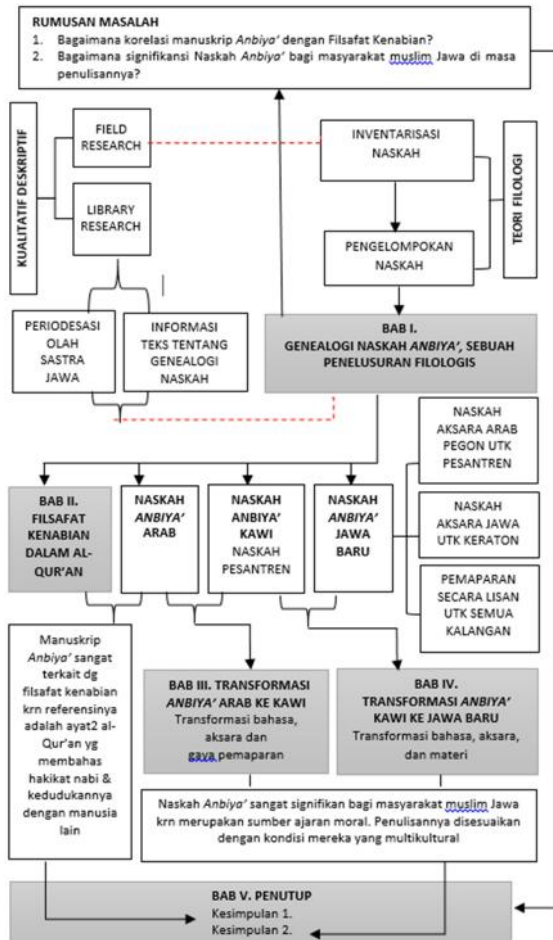 RUMUSAN MASALAH
1. Bagaimana korelasi manuskrip Anbiya' dengan Filsafat Kenabian?
2. Bagaimana signifikansi Naskah Anbiya' bagi masyarakat muslim Jawa di masa
penulisannya?
KUALITATIF DESKRIPTIF
FIELD
RESEARCH
LIBRARY
RESEARCH
INVENTARISASI
NASKAH
PENGELOMPOKAN
NASKAH
TEORI FILOLOGI
PERIODESASI
OLAH
SASTRA
JAWA
INFORMASI
TEKS TENTANG
GENEALOGI
NASKAH
BAB I.
GENEALOGI NASKAH ANBIYA', SEBUAH
PENELUSURAN FILOLOGIS
NASKAH
AKSARA ARAB
PEGON UTK
PESANTREN
NASKAH
AKSARA JAWA
UTK KERATON
PEMAPARAN
SECARA LISAN
UTK SEMUA
KALANGAN
BAB II.
FILSAFAT
KENABIAN
DALAM AL-
QUR'AN
NASKAH
ANBIYA'
ARAB
NASKAH
ANBIYA'
KAWI
NASKAH
PESANTREN
NASKAH
ANBIYA'
JAWA
BARU
Manuskrip
Anbiya' sangat
terkait dg
filsafat kenabian
krn referensinya
adalah ayat2 al-
Qur'an yg
membahas
hakikat nabi &
kedudukannya
dengan manusia
lain
BAB III. TRANSFORMASI
ANBIYA' ARAB KE KAWI
Transformasi bahasa,
aksara dan
gaya pemaparan
BAB IV.
TRANSFORMASI ANBIYA'
KAWI KE JAWA BARU
Transformasi bahasa, aksara,
dan materi
Naskah Anbiya' sangat signifikan bagi masyarakat muslim Jawa
krn merupakan sumber ajaran moral. Penulisannya disesuaikan
dengan kondisi mereka yang multikultural
BAB V. PENUTUP
Kesimpulan 1.
Kesimpulan 2.